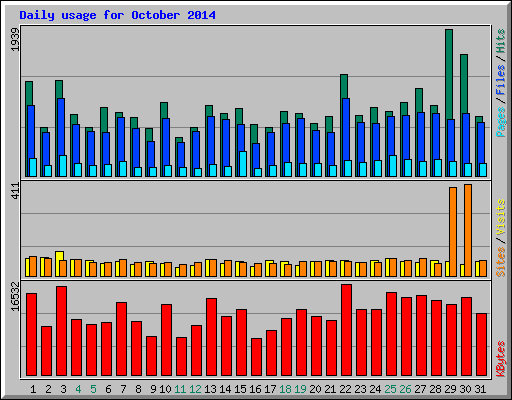 Daily usage for October 2014
1939
Pages / Files / Hits
411
Sites / Visits
16532
KBytes
1 2 3 4 5 6 7 8 9 10 11 12 13 14 15 16 17 18 19 20 21 22 23 24 25 26 27 28 29 30 31